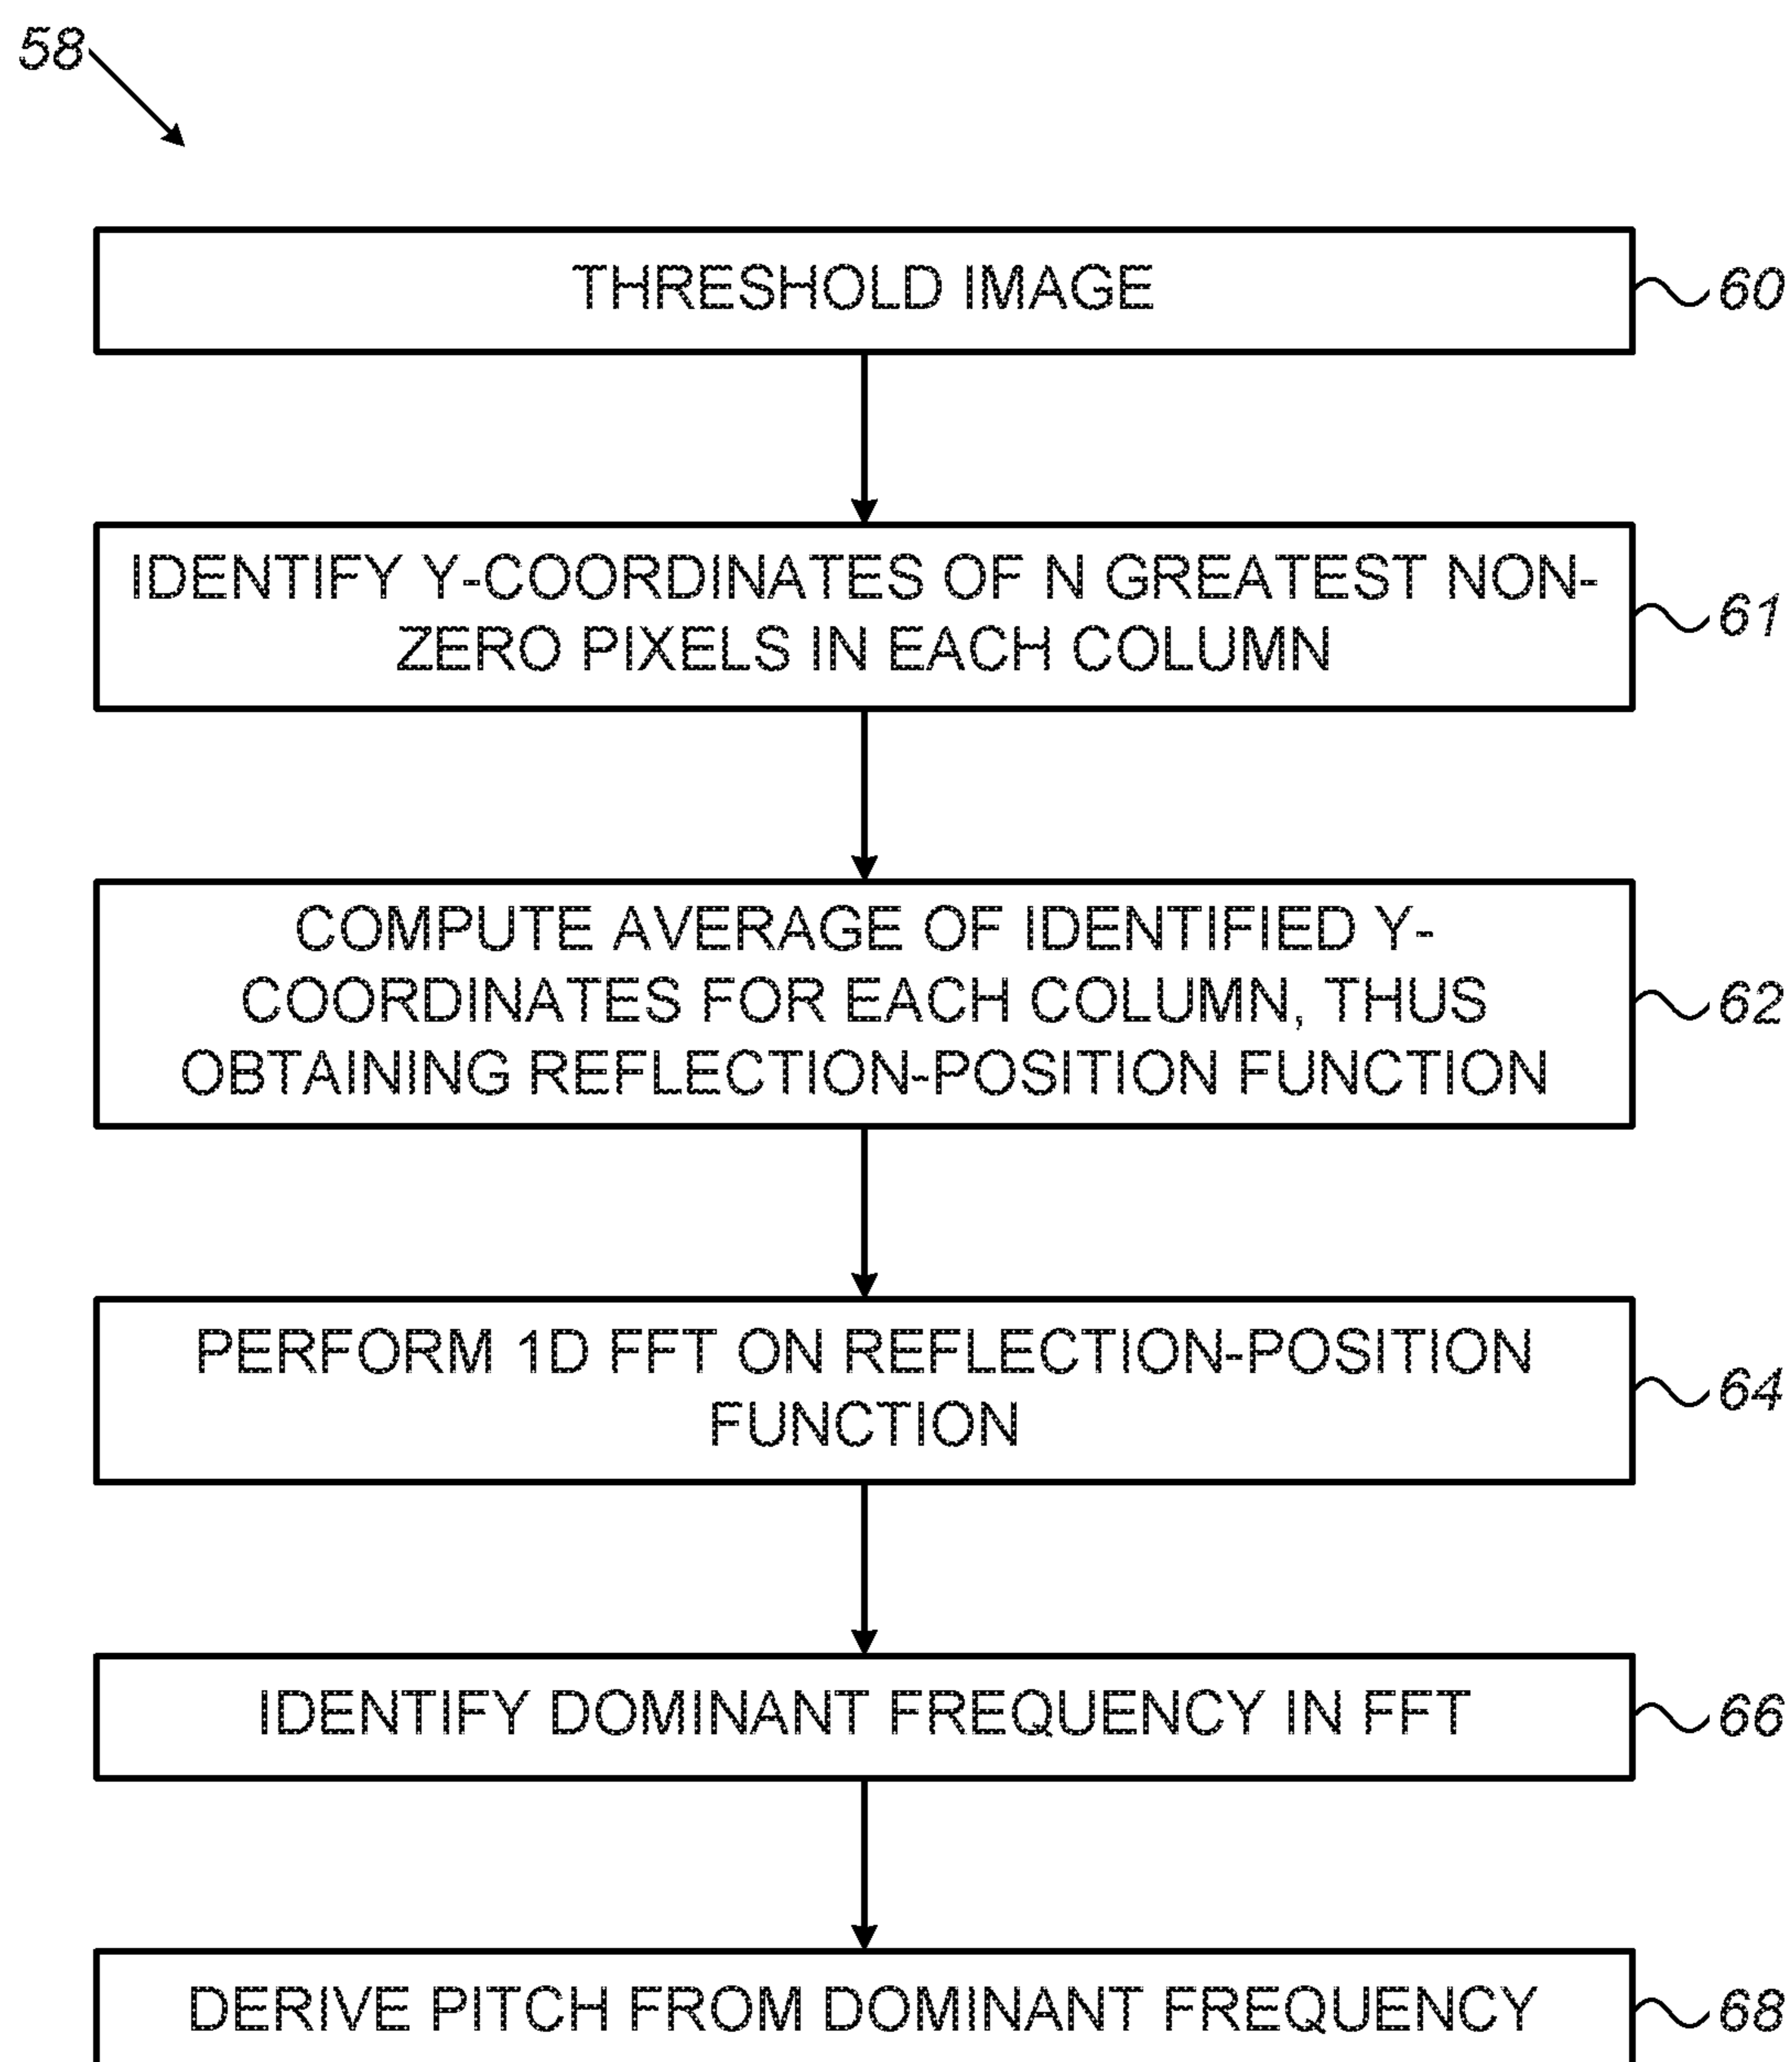 58
THRESHOLD IMAGE
60
IDENTIFY Y-COORDINATES OF N GREATEST NON-
ZERO PIXELS IN EACH COLUMN
61
COMPUTE AVERAGE OF IDENTIFIED Y-
COORDINATES FOR EACH COLUMN, THUS
OBTAINING REFLECTION-POSITION FUNCTION
62
PERFORM 1D FFT ON REFLECTION-POSITION
FUNCTION
64
IDENTIFY DOMINANT FREQUENCY IN FFT
66
DERIVE PITCH FROM DOMINANT FREQUENCY
68